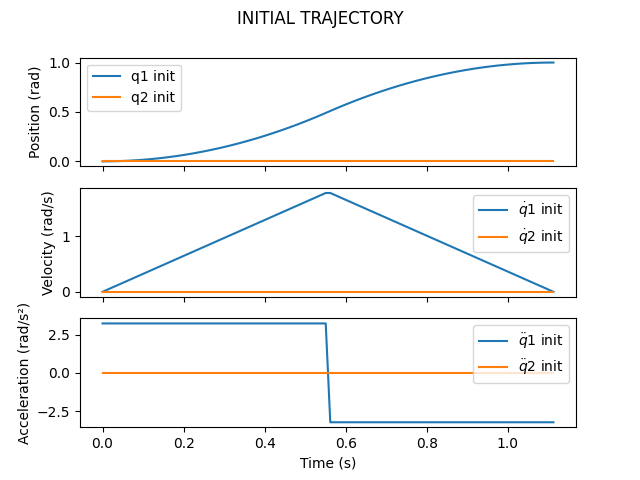 INITIAL TRAJECTORY
Position (rad)
1.0
0.5
0.0
q1 init
q2 init
Velocity (rad/s)
1
0
q̇1 init
q̇2 init
Acceleration (rad/s²)
2.5
0.0
−2.5
q̈1 init
q̈2 init
0.0 0.2 0.4 0.6 0.8 1.0
Time (s)